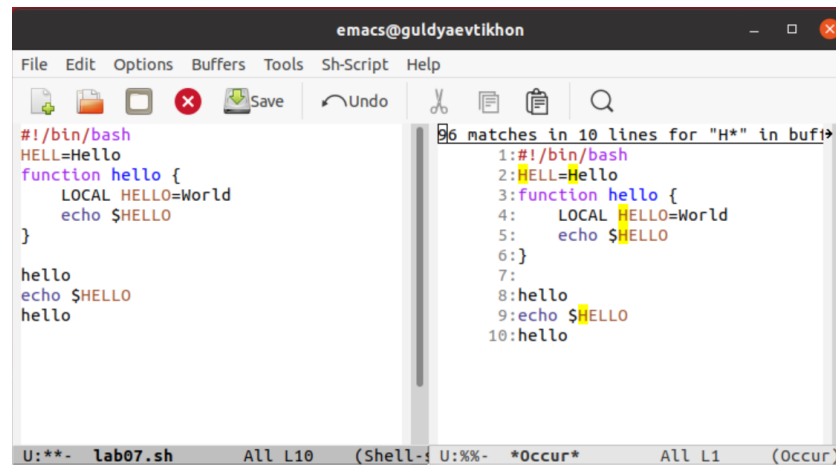 emacs@guldyaevtikhon
File Edit Options Buffers Tools Sh-Script Help
Save Undo
#!/bin/bash
HELL=Hello
function hello {
    LOCAL HELLO=World
    echo $HELLO
}

hello
echo $HELLO
hello
U:**- lab07.sh All L10 (Shell-s
96 matches in 10 lines for "H*" in buff
1:#!/bin/bash
2:HELL=Hello
3:function hello {
4:    LOCAL HELLO=World
5:    echo $HELLO
6:}
7:
8:hello
9:echo $HELLO
10:hello
U:%%- *Occur* All L1 (Occur)